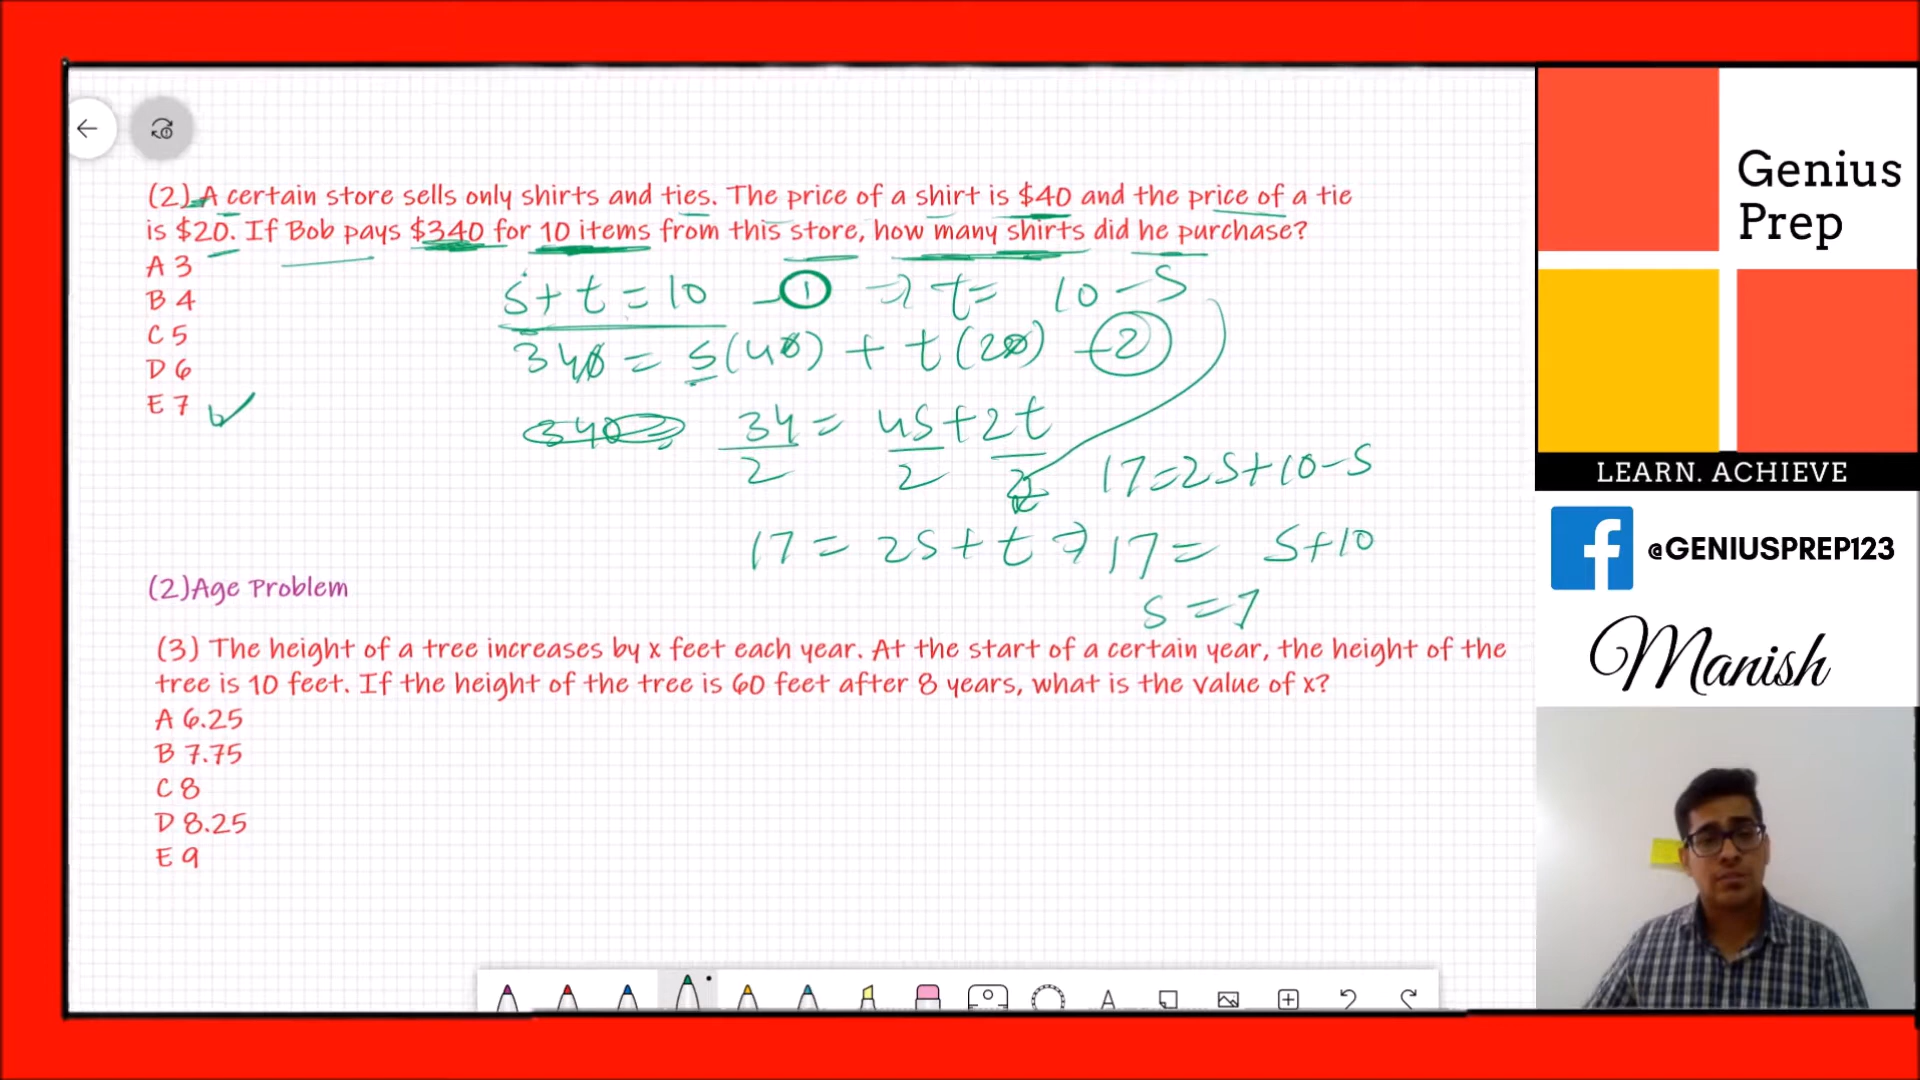 (2) A certain store sells only shirts and ties. The price of a shirt is $40 and the price of a tie
is $20. If Bob pays $340 for 10 items from this store, how many shirts did he purchase?
A 3
B 4
C 5
D 6
E 7
s + t = 10 - 1 => t = 10 - s
340 = s(40) + t(20) - 2
340 =
34 = 4s + 2t
2 2 2
17 = 2s + 10 - s
17 = 2s + t => 17 = s + 10
s = 7
(2)Age Problem
(3) The height of a tree increases by x feet each year. At the start of a certain year, the height of the
tree is 10 feet. If the height of the tree is 60 feet after 8 years, what is the value of x?
A 6.25
B 7.75
C 8
D 8.25
E 9
Genius
Prep
LEARN. ACHIEVE
f @GENIUSPREP123
Manish